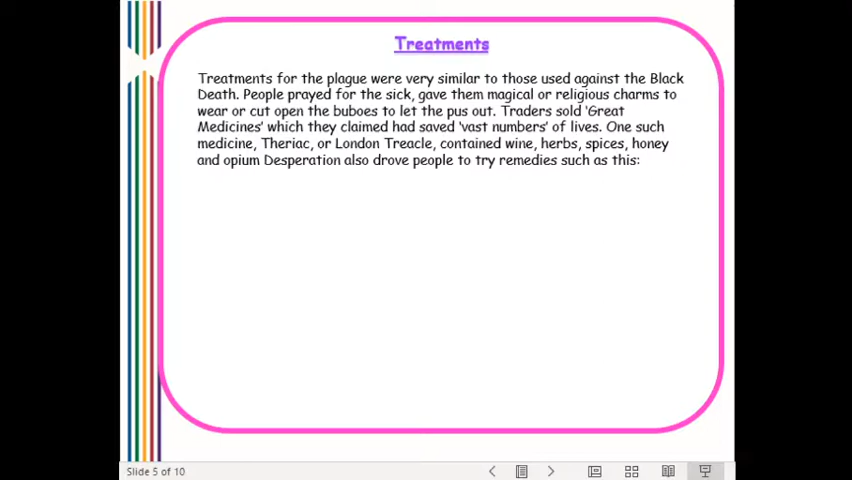 Treatments
Treatments for the plague were very similar to those used against the Black
Death. People prayed for the sick, gave them magical or religious charms to
wear or cut open the buboes to let the pus out. Traders sold 'Great
Medicines' which they claimed had saved 'vast numbers' of lives. One such
medicine, Theriac, or London Treacle, contained wine, herbs, spices, honey
and opium Desperation also drove people to try remedies such as this:
Slide 5 of 10